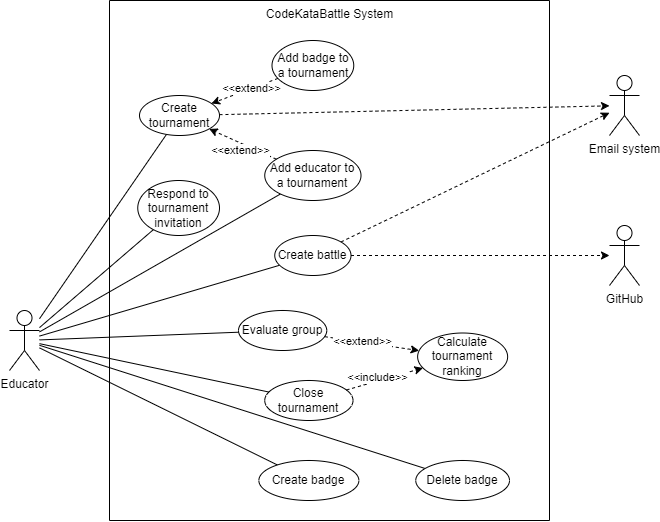 CodeKataBattle System
Add badge to
a tournament
<<extend>>
Create
tournament
<<extend>>
Email system
Add educator to
a tournament
Respond to
tournament
invitation
Create battle
GitHub
Evaluate group
<<extend>>
Calculate
tournament
ranking
Educator
<<include>>
Close
tournament
Create badge
Delete badge